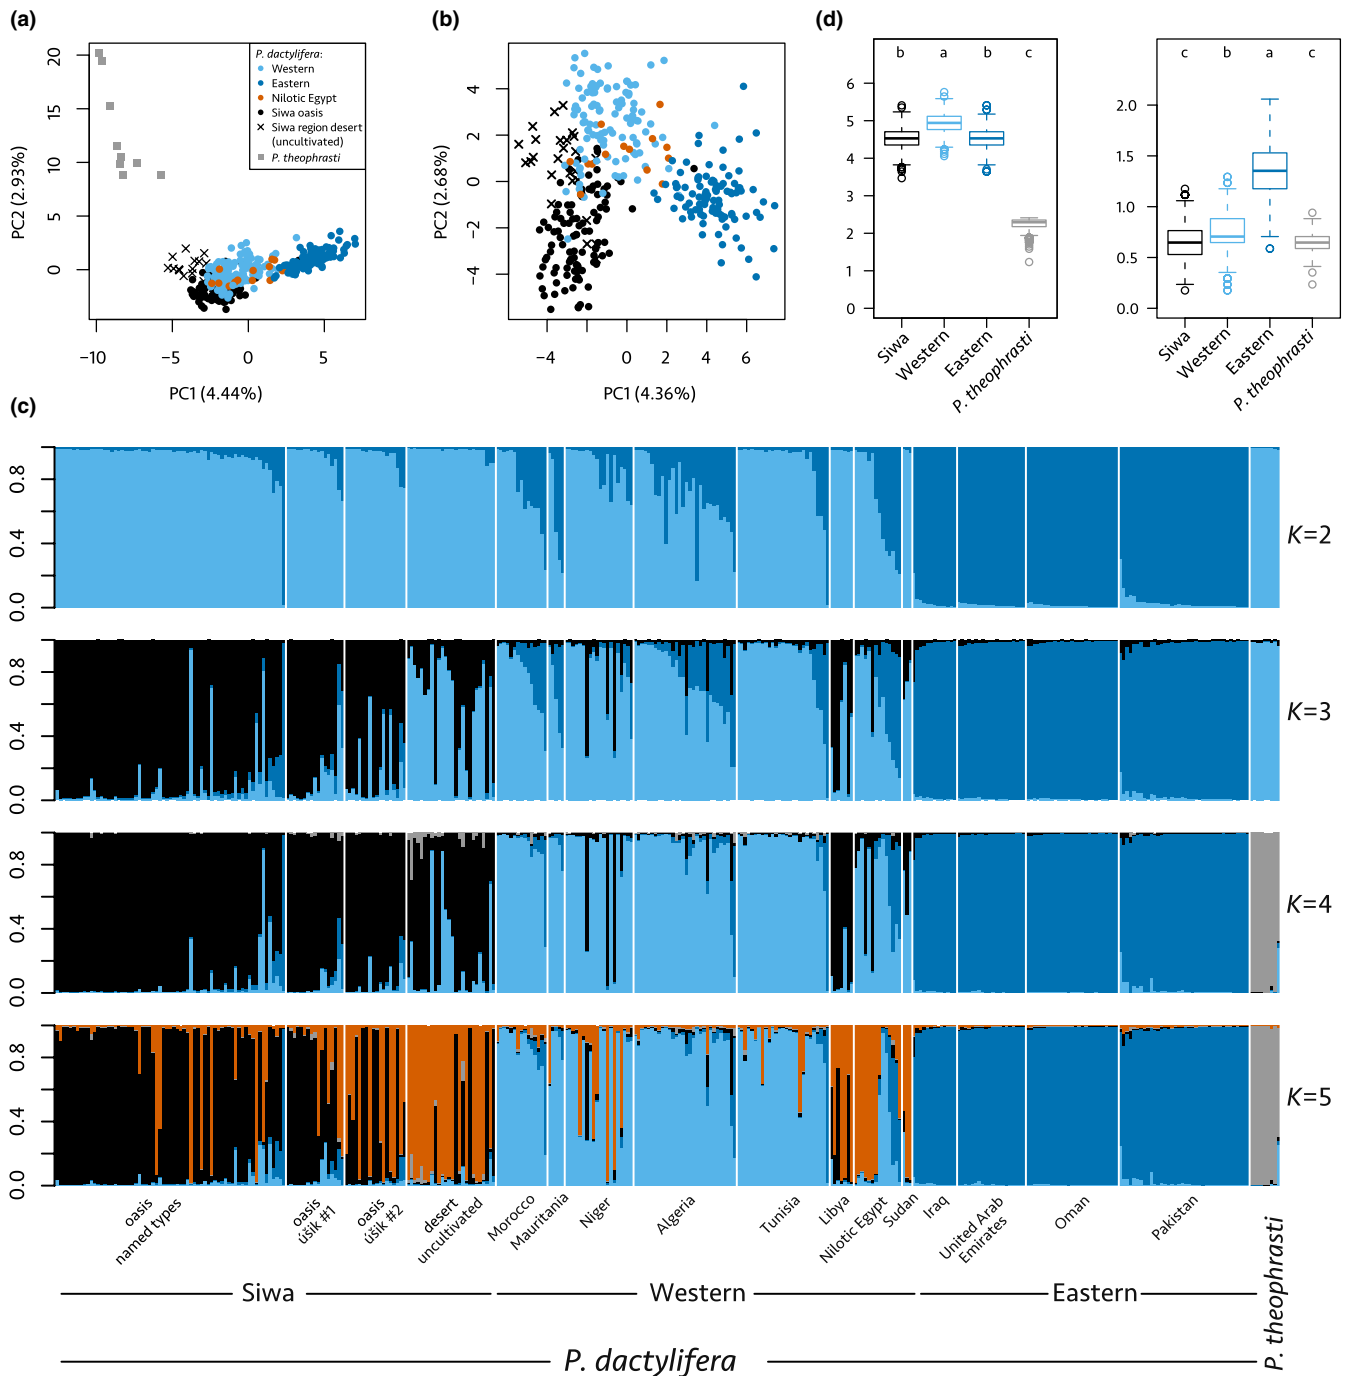 (a)
P. dactylifera:
Western
Eastern
Nilotic Egypt
Siwa oasis
Siwa region desert
(uncultivated)
P. theophrasti
20
15
10
5
0
PC2 (2.93%)
−10
−5
0
5
PC1 (4.44%)
(b)
4
2
0
−2
−4
PC2 (2.68%)
−4
−2
0
2
4
6
PC1 (4.36%)
(d)
b
a
b
c
6
5
4
3
2
1
0
Siwa
Western
Eastern
P. theophrasti
c
b
a
c
2.0
1.5
1.0
0.5
0.0
Siwa
Western
Eastern
P. theophrasti
(c)
0.8
0.4
0.0
K=2
0.8
0.4
0.0
K=3
0.8
0.4
0.0
K=4
0.8
0.4
0.0
K=5
oasis
named types
oasis
úšik #1
oasis
úšik #2
desert
uncultivated
Morocco
Mauritania
Niger
Algeria
Tunisia
Libya
Nilotic Egypt
Sudan
Iraq
United Arab
Emirates
Oman
Pakistan
Siwa
Western
Eastern
P. dactylifera
P. theophrasti